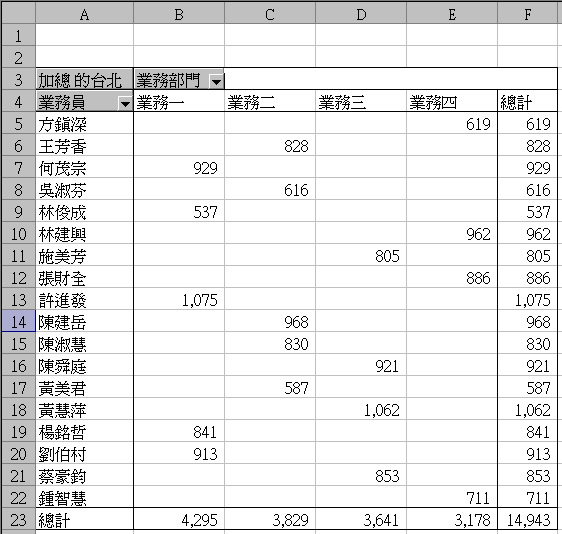 A B C D E F
1
2
3 加總 的台北 業務部門
4 業務員 業務一 業務二 業務三 業務四 總計
5 方鎮深 619 619
6 王芳香 828 828
7 何茂宗 929 929
8 吳淑芬 616 616
9 林俊成 537 537
10 林建興 962 962
11 施美芳 805 805
12 張財全 886 886
13 許進發 1,075 1,075
14 陳建岳 968 968
15 陳淑慧 830 830
16 陳舜庭 921 921
17 黃美君 587 587
18 黃慧萍 1,062 1,062
19 楊銘哲 841 841
20 劉伯村 913 913
21 蔡豪鈞 853 853
22 鍾智慧 711 711
23 總計 4,295 3,829 3,641 3,178 14,943